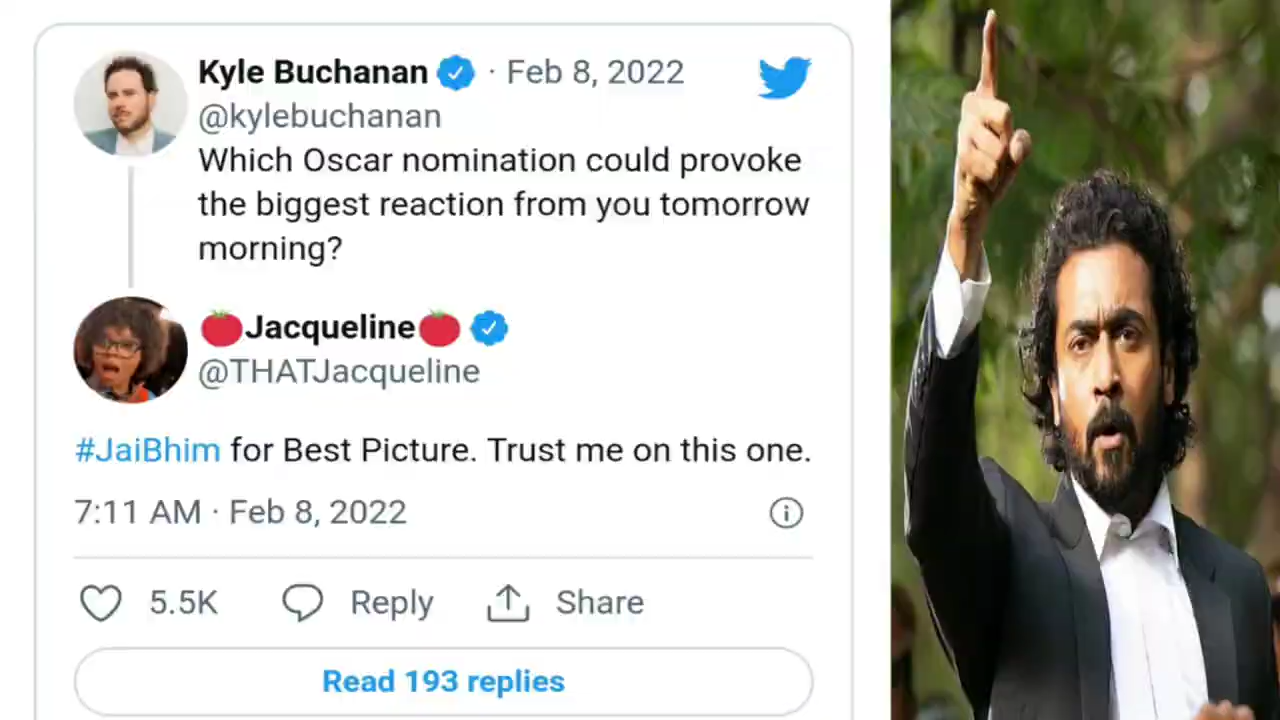 Kyle Buchanan · Feb 8, 2022
@kylebuchanan
Which Oscar nomination could provoke
the biggest reaction from you tomorrow
morning?
🍅Jacqueline🍅
@THATJacqueline
#JaiBhim for Best Picture. Trust me on this one.
7:11 AM · Feb 8, 2022
5.5K Reply Share
Read 193 replies